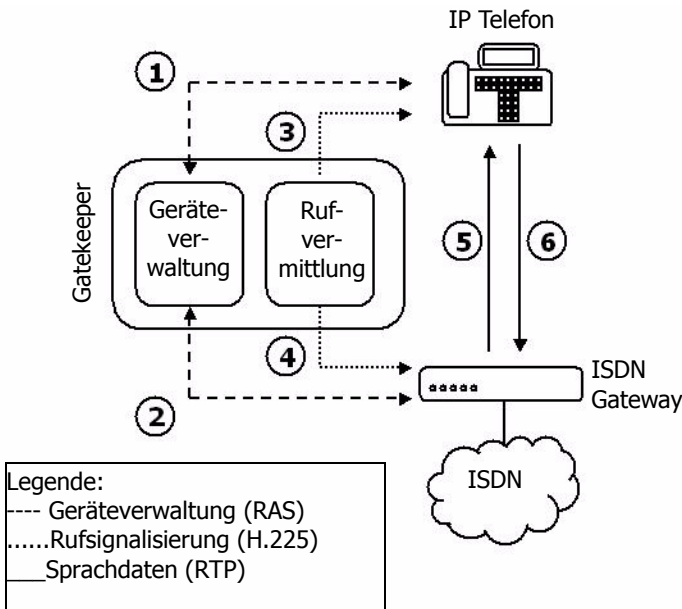 IP Telefon
1
3
Gatekeeper
Geräte-
ver-
waltung
Ruf-
ver-
mittlung
5
6
4
2
ISDN
Gateway
ISDN
Legende:
---- Geräteverwaltung (RAS)
......Rufsignalisierung (H.225)
___Sprachdaten (RTP)